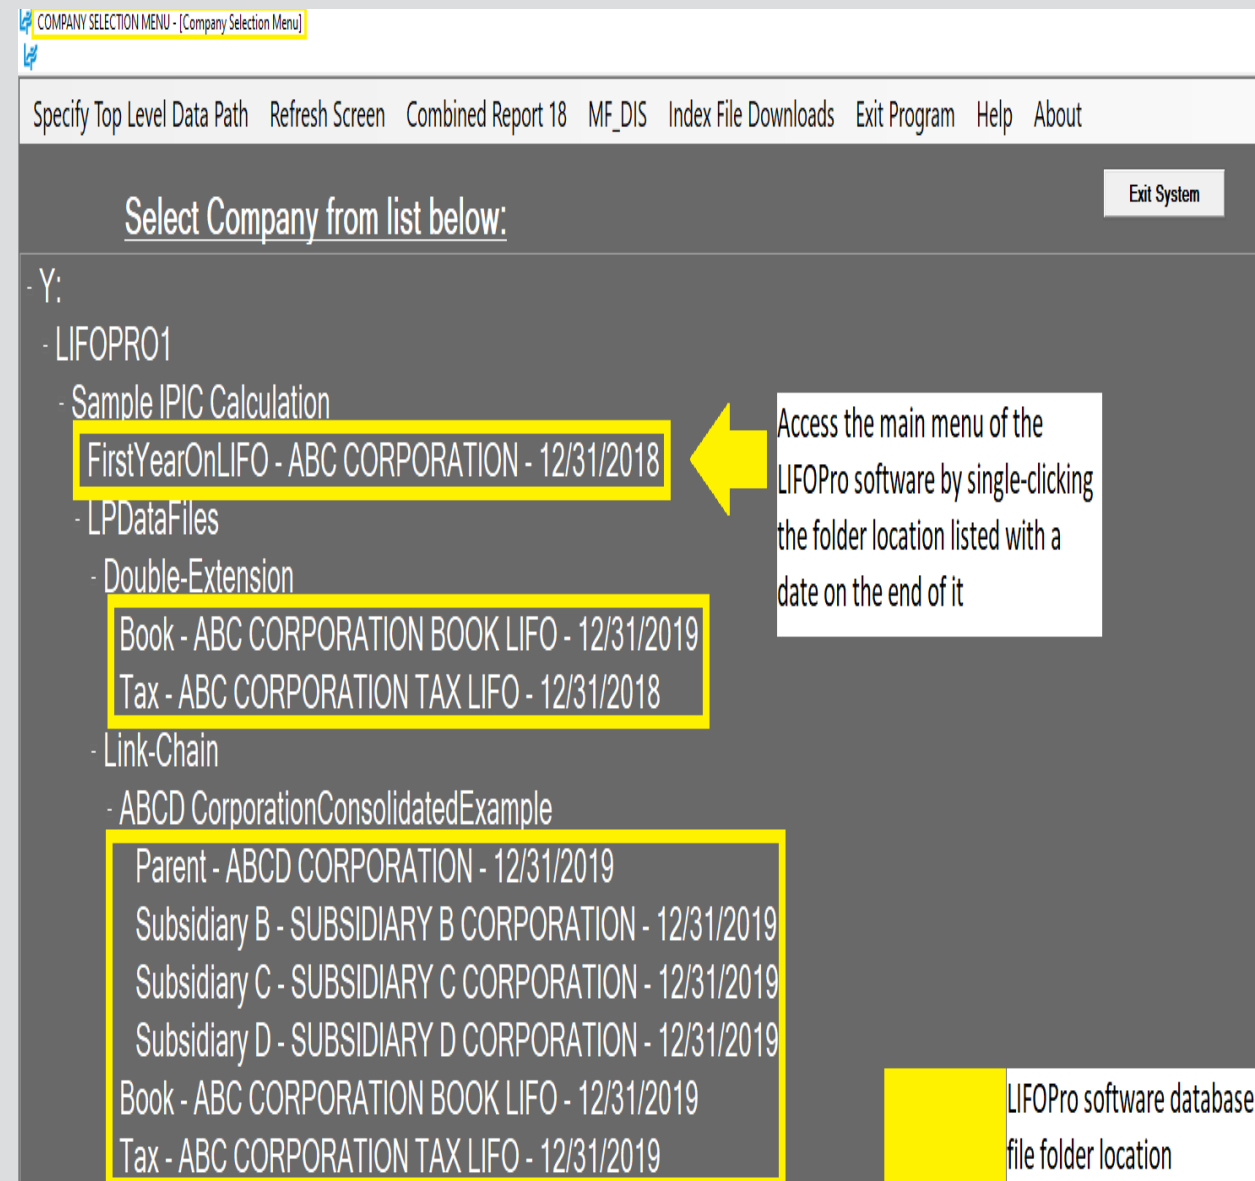 COMPANY SELECTION MENU - [Company Selection Menu]
Specify Top Level Data Path Refresh Screen Combined Report 18 MF_DIS Index File Downloads Exit Program Help About
Exit System
Select Company from list below:
- Y:
- LIFOPRO1
- Sample IPIC Calculation
FirstYearOnLIFO - ABC CORPORATION - 12/31/2018
- LPDataFiles
- Double-Extension
Book - ABC CORPORATION BOOK LIFO - 12/31/2019
Tax - ABC CORPORATION TAX LIFO - 12/31/2018
- Link-Chain
- ABCD CorporationConsolidatedExample
Parent - ABCD CORPORATION - 12/31/2019
Subsidiary B - SUBSIDIARY B CORPORATION - 12/31/2019
Subsidiary C - SUBSIDIARY C CORPORATION - 12/31/2019
Subsidiary D - SUBSIDIARY D CORPORATION - 12/31/2019
Book - ABC CORPORATION BOOK LIFO - 12/31/2019
Tax - ABC CORPORATION TAX LIFO - 12/31/2019
Access the main menu of the
LIFOPro software by single-clicking
the folder location listed with a
date on the end of it
LIFOPro software database
file folder location